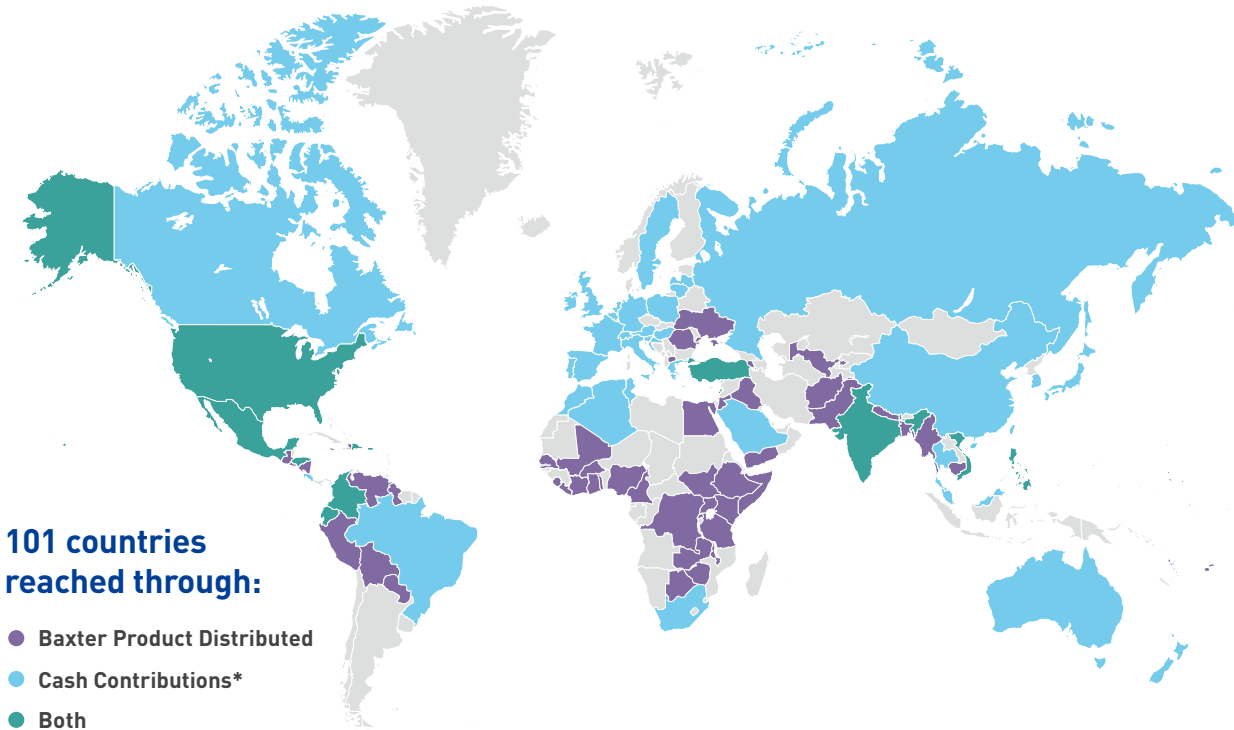 101 countries
reached through:
Baxter Product Distributed
Cash Contributions*
Both